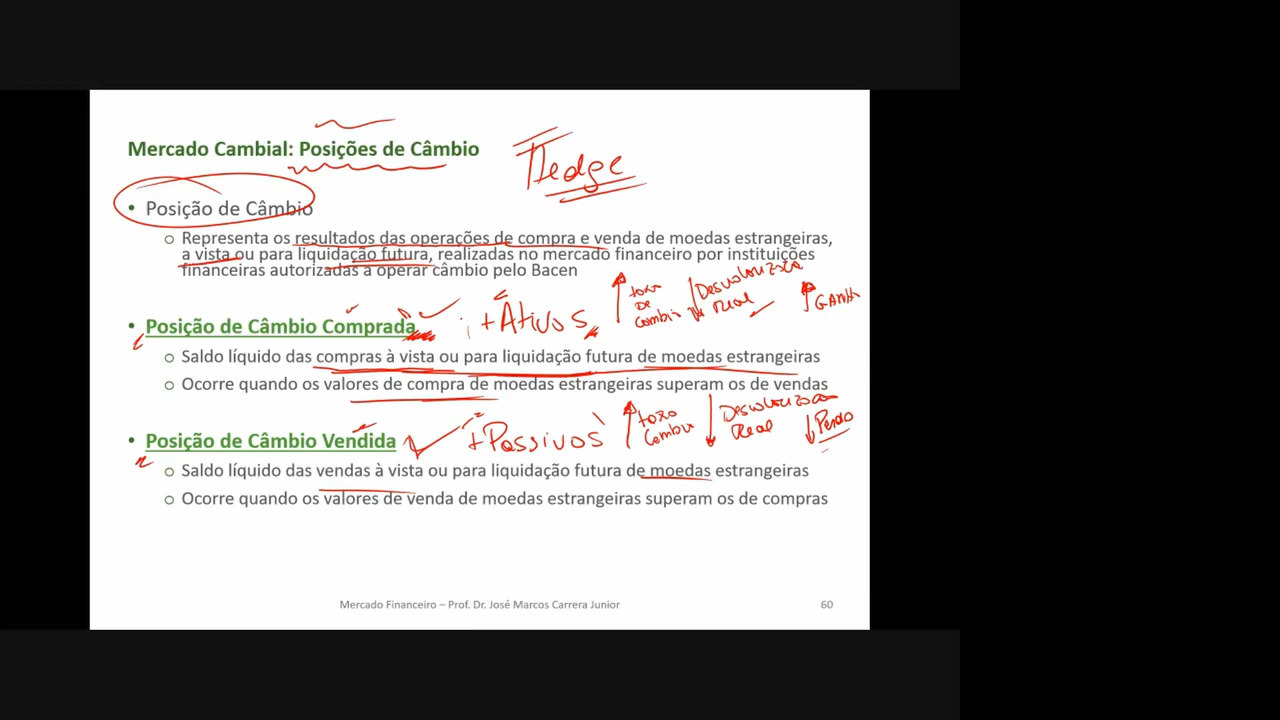 Mercado Cambial: Posições de Câmbio
Hedge
• Posição de Câmbio
o Representa os resultados das operações de compra e venda de moedas estrangeiras,
a vista ou para liquidação futura, realizadas no mercado financeiro por instituições
financeiras autorizadas a operar câmbio pelo Bacen
• Posição de Câmbio Comprada
+Ativos
taxa
de
Cambio
Desvaloriza
Real
o Saldo líquido das compras à vista ou para liquidação futura de moedas estrangeiras
o Ocorre quando os valores de compra de moedas estrangeiras superam os de vendas
• Posição de Câmbio Vendida
+Passivos
taxa
Cambio
Real
o Saldo líquido das vendas à vista ou para liquidação futura de moedas estrangeiras
o Ocorre quando os valores de venda de moedas estrangeiras superam os de compras
Mercado Financeiro – Prof. Dr. José Marcos Carrera Junior
60